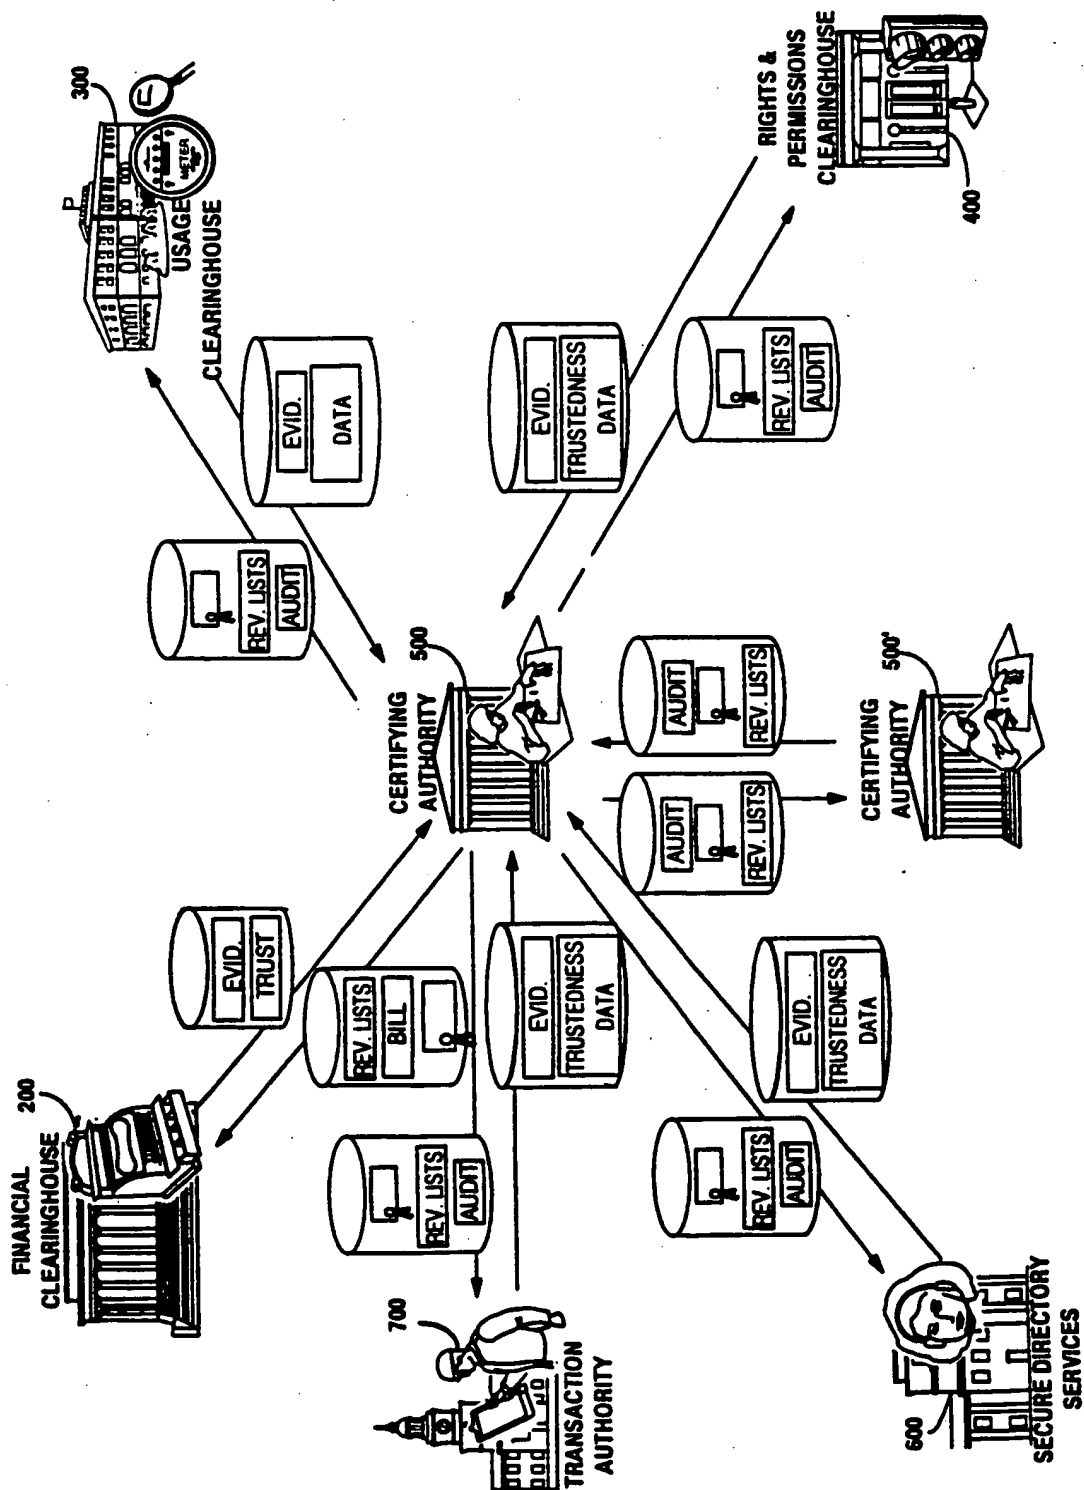 FINANCIAL
CLEARINGHOUSE
200
EVID.
TRUST
REV. LISTS
BILL
REV. LISTS
AUDIT
300
METER
USAGE
CLEARINGHOUSE
EVID.
DATA
TRANSACTION
AUTHORITY
700
REV. LISTS
AUDIT
EVID.
TRUSTEDNESS
DATA
CERTIFYING
AUTHORITY
500
EVID.
TRUSTEDNESS
DATA
REV. LISTS
AUDIT
RIGHTS &
PERMISSIONS
CLEARINGHOUSE
400
AUDIT
REV. LISTS
AUDIT
REV. LISTS
SECURE DIRECTORY
SERVICES
600
REV. LISTS
AUDIT
EVID.
TRUSTEDNESS
DATA
CERTIFYING
AUTHORITY
500'